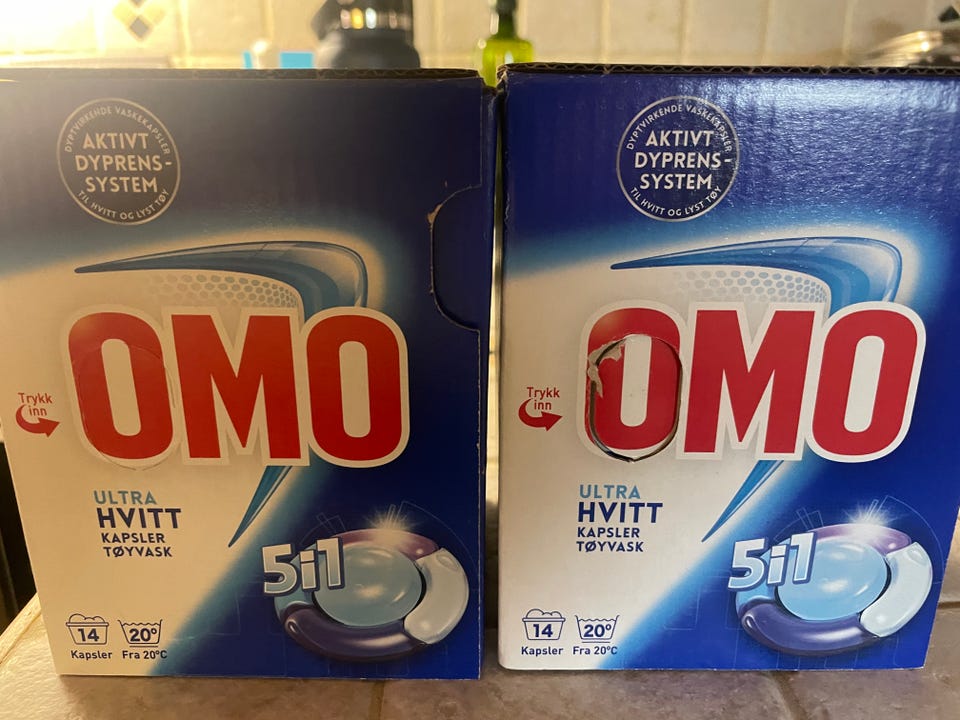 DYPTVIRKENDE VASKEKAPSLER
AKTIVT
DYPRENS-
SYSTEM
TIL HVITT OG LYST TØY
OMO
Trykk
inn
ULTRA
HVITT
KAPSLER
TØYVASK
5i1
14
Kapsler
20°
Fra 20°C
DYPTVIRKENDE VASKEKAPSLER
AKTIVT
DYPRENS-
SYSTEM
TIL HVITT OG LYST TØY
OMO
Trykk
inn
ULTRA
HVITT
KAPSLER
TØYVASK
5i1
14
Kapsler
20°
Fra 20°C